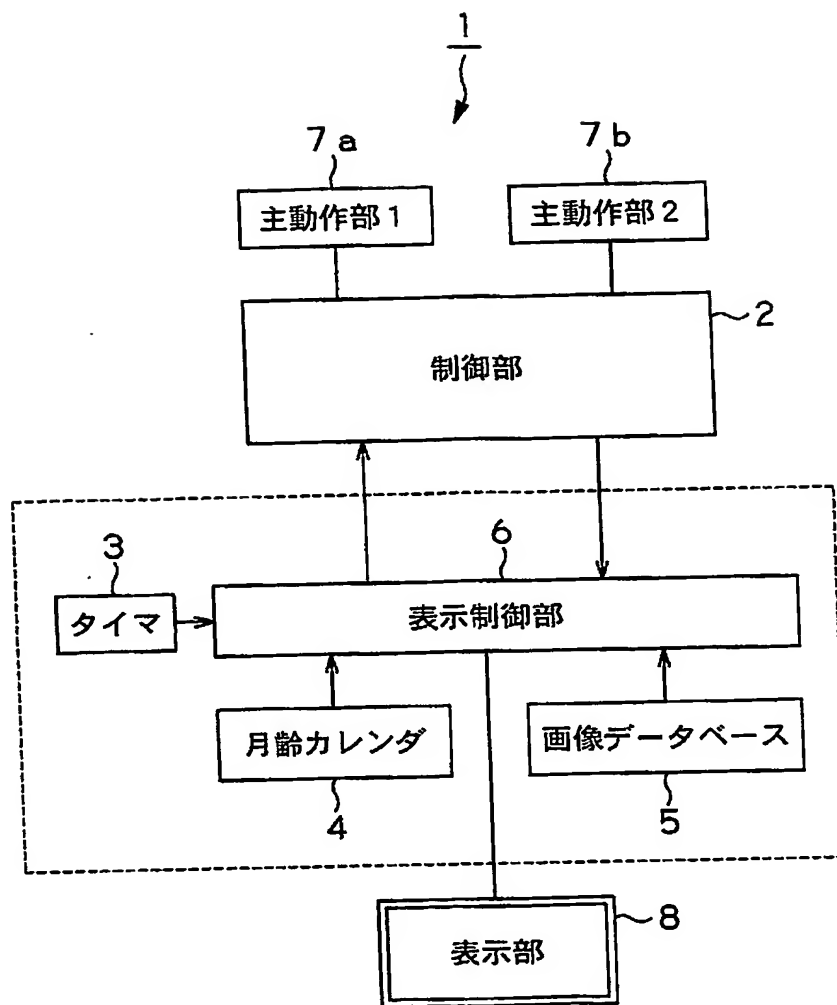 1
7a
7b
主動作部1
主動作部2
2
制御部
6
3
タイマ
表示制御部
月齢カレンダ
画像データベース
4
5
8
表示部